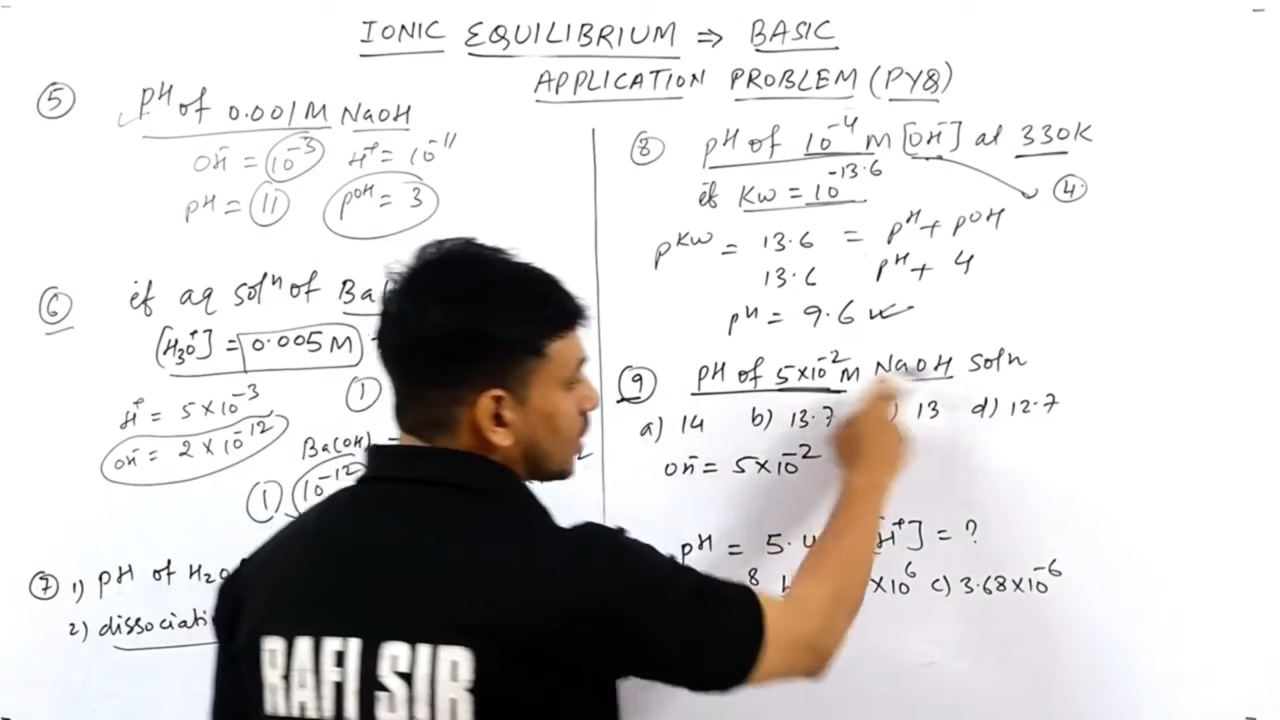 IONIC EQUILIBRIUM ⇒ BASIC
APPLICATION PROBLEM (PYQ)
⑤ pH of 0.001M NaOH
OH⁻ = 10⁻³ H⁺ = 10⁻¹¹
pH = 11 pOH = 3
⑥ if aq solⁿ of Ba(
[H₃O⁺] = 0.005M
H⁺ = 5×10⁻³
OH⁻ = 2×10⁻¹²
①
Ba(OH)
① 10⁻¹²
2
⑦ 1) pH of H₂O
2)
⑧ pH of 10⁻⁴ M [OH⁻] at 330K
if Kw = 10⁻¹³·⁶
④
pKw = 13.6 = pH + pOH
13.6 pH + 4
pH = 9.6
⑨ pH of 5×10⁻² M NaOH soln
a) 14 b) 13.7 ) 13 d) 12.7
OH⁻ = 5×10⁻²
pH = 5. H⁺] = ?
8 ×10⁶ c) 3.68×10⁻⁶
RAFI SIR